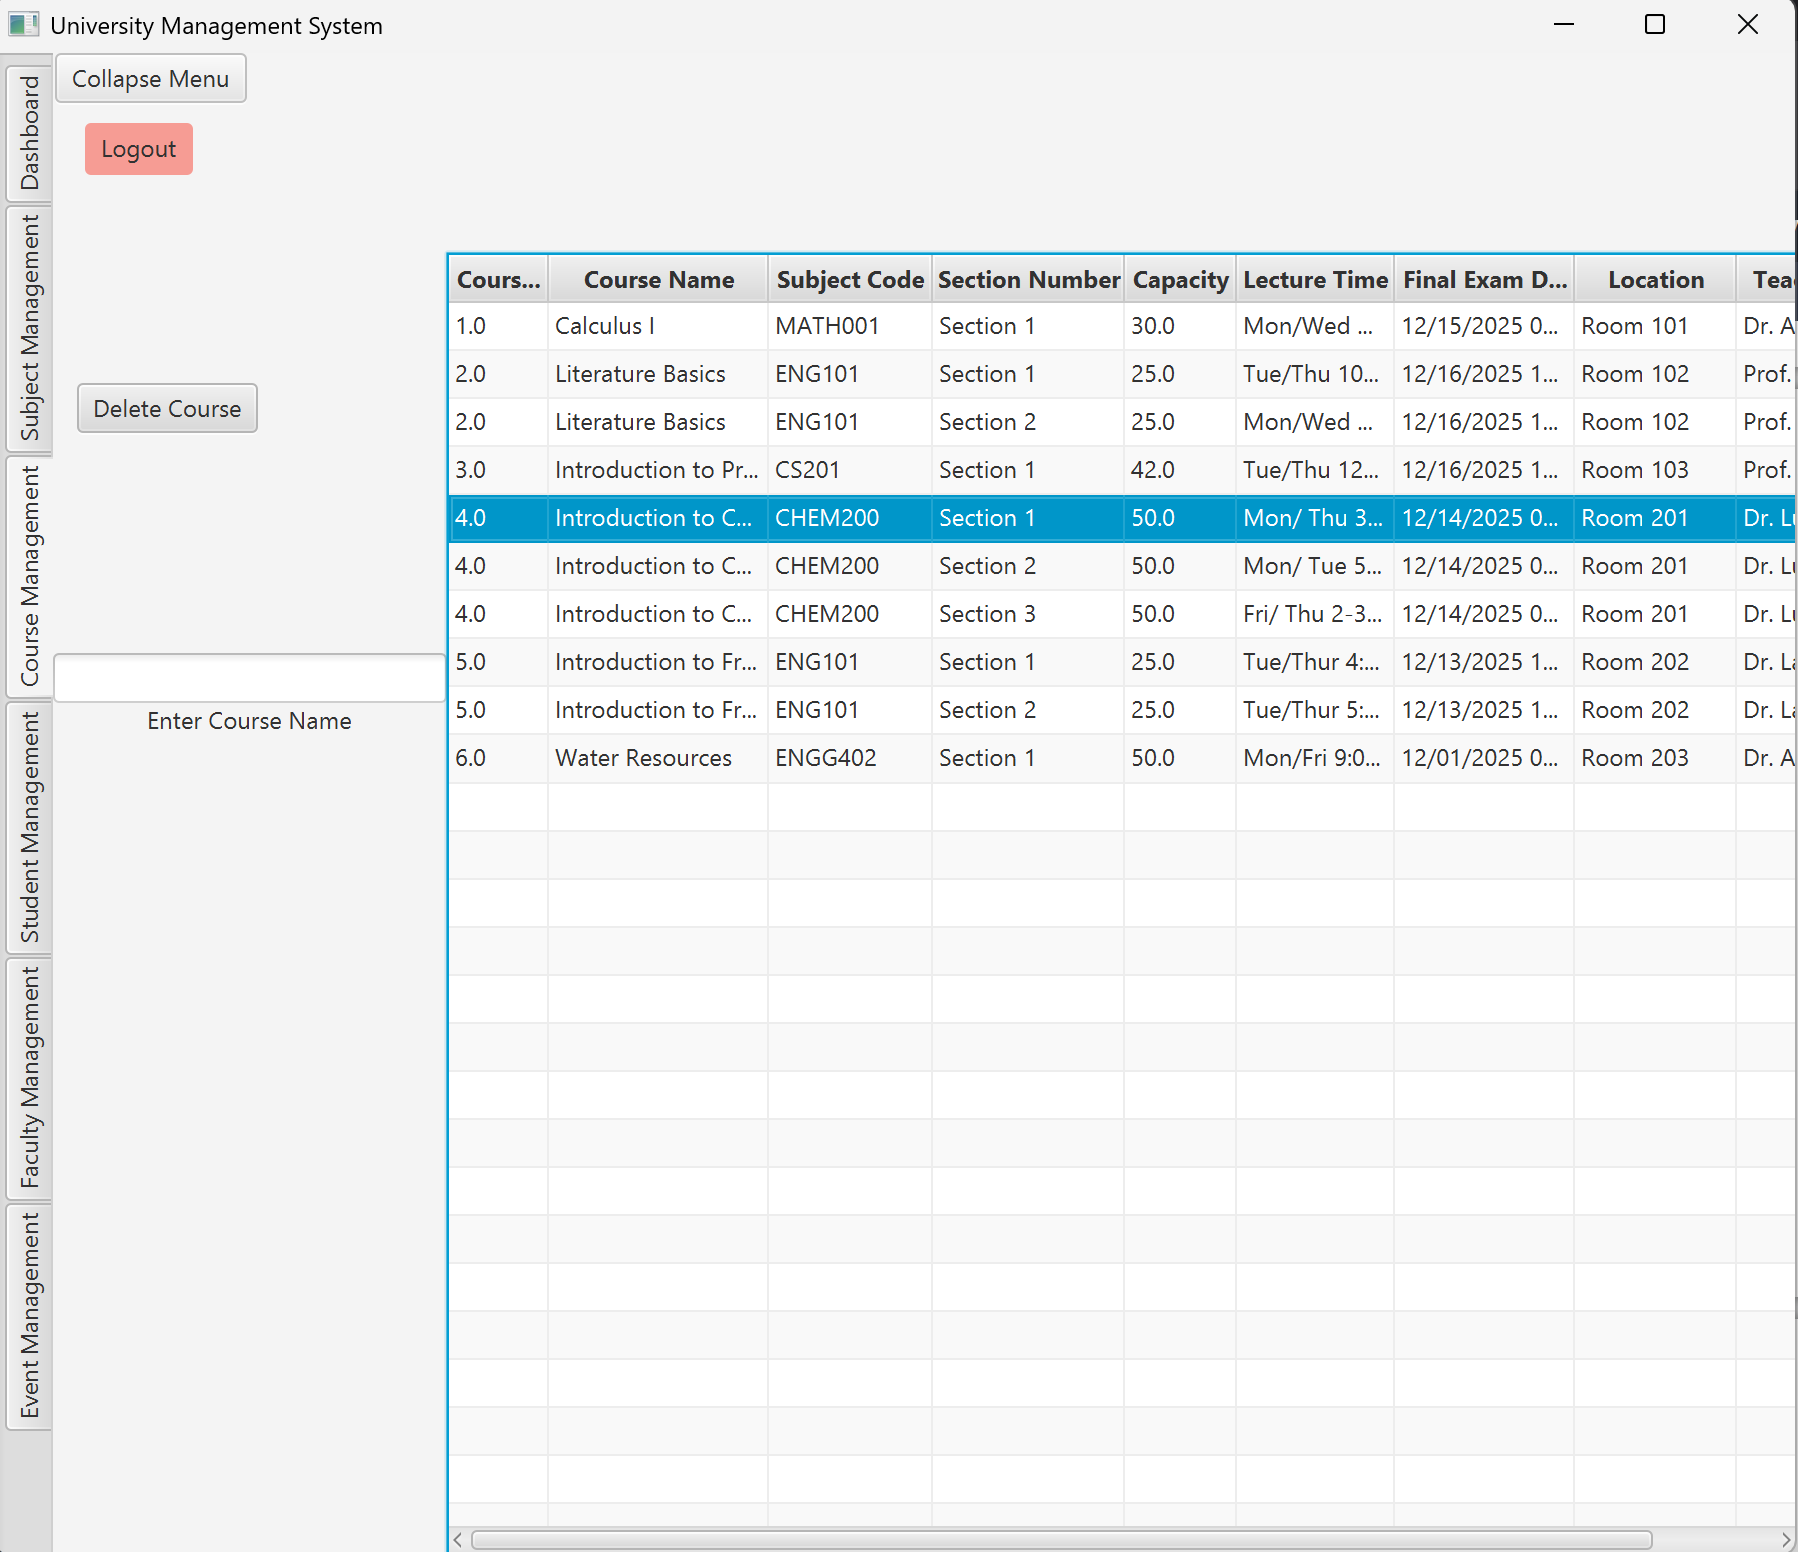 University Management System
Collapse Menu
Logout
Dashboard
Subject Management
Course Management
Student Management
Faculty Management
Event Management
Delete Course
Enter Course Name
Cours... Course Name Subject Code Section Number Capacity Lecture Time Final Exam D... Location Tea
1.0 Calculus I MATH001 Section 1 30.0 Mon/Wed ... 12/15/2025 0... Room 101 Dr. A
2.0 Literature Basics ENG101 Section 1 25.0 Tue/Thu 10... 12/16/2025 1... Room 102 Prof.
2.0 Literature Basics ENG101 Section 2 25.0 Mon/Wed ... 12/16/2025 1... Room 102 Prof.
3.0 Introduction to Pr... CS201 Section 1 42.0 Tue/Thu 12... 12/16/2025 1... Room 103 Prof.
4.0 Introduction to C... CHEM200 Section 1 50.0 Mon/ Thu 3... 12/14/2025 0... Room 201 Dr. Lu
4.0 Introduction to C... CHEM200 Section 2 50.0 Mon/ Tue 5... 12/14/2025 0... Room 201 Dr. Lu
4.0 Introduction to C... CHEM200 Section 3 50.0 Fri/ Thu 2-3... 12/14/2025 0... Room 201 Dr. Lu
5.0 Introduction to Fr... ENG101 Section 1 25.0 Tue/Thur 4:... 12/13/2025 1... Room 202 Dr. La
5.0 Introduction to Fr... ENG101 Section 2 25.0 Tue/Thur 5:... 12/13/2025 1... Room 202 Dr. La
6.0 Water Resources ENGG402 Section 1 50.0 Mon/Fri 9:0... 12/01/2025 0... Room 203 Dr. A